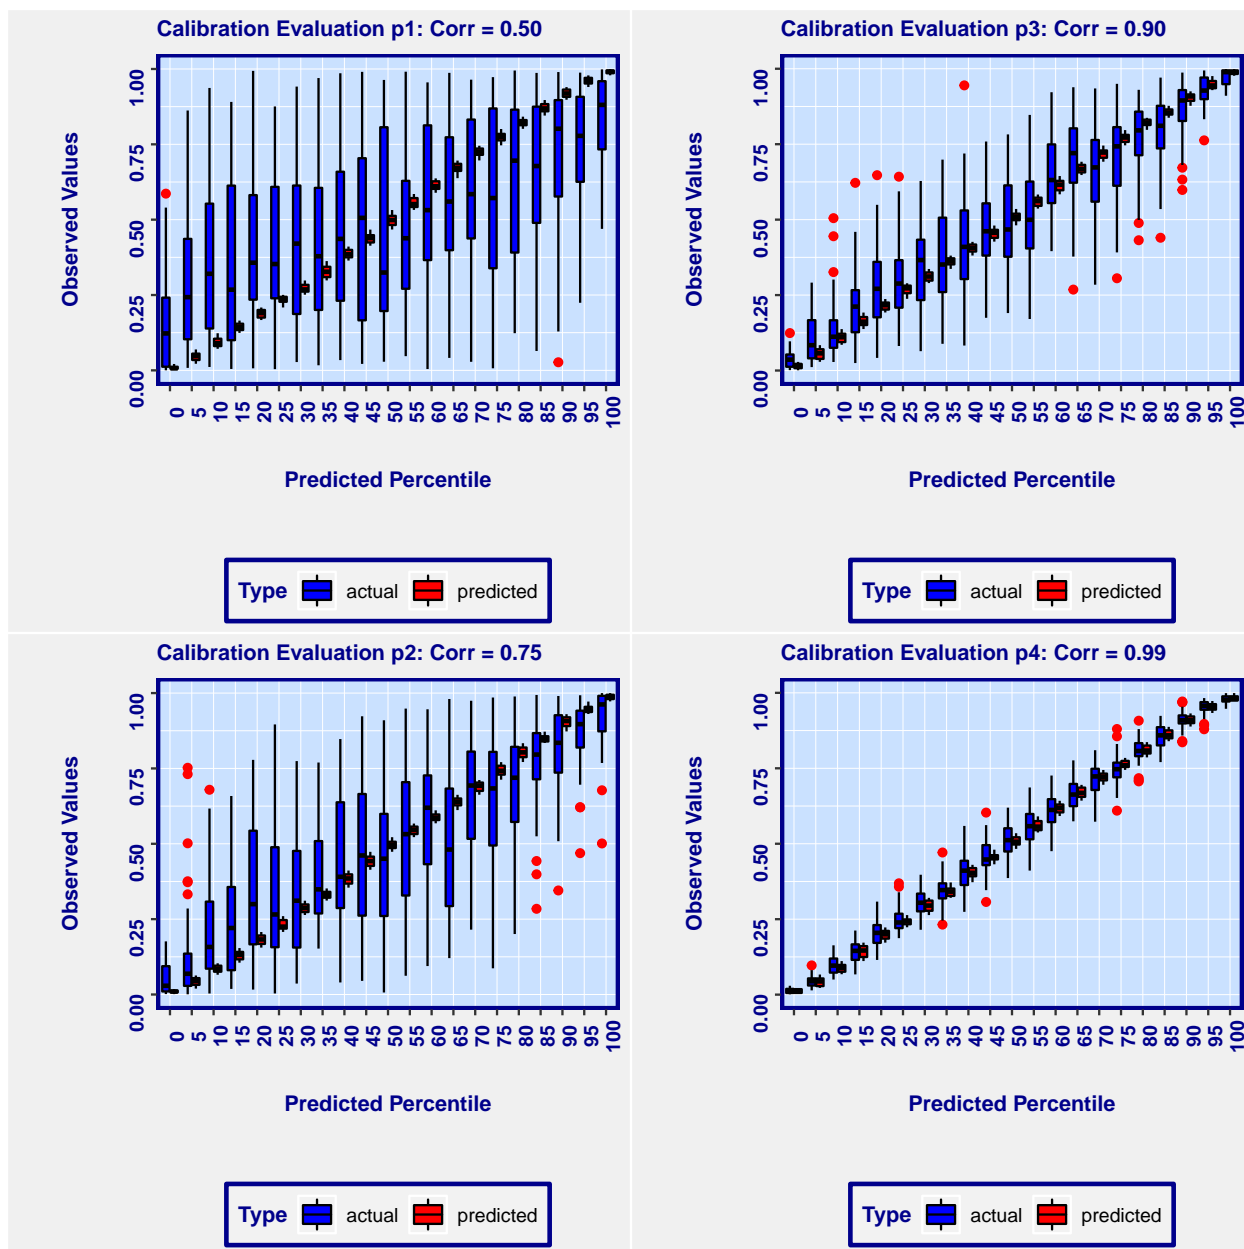 Calibration Evaluation p1: Corr = 0.50
Observed Values
1.00
0.75
0.50
0.25
0.00
0 5 10 15 20 25 30 35 40 45 50 55 60 65 70 75 80 85 90 95 100
Predicted Percentile
Type actual predicted
Calibration Evaluation p3: Corr = 0.90
Observed Values
1.00
0.75
0.50
0.25
0.00
0 5 10 15 20 25 30 35 40 45 50 55 60 65 70 75 80 85 90 95 100
Predicted Percentile
Type actual predicted
Calibration Evaluation p2: Corr = 0.75
Observed Values
1.00
0.75
0.50
0.25
0.00
0 5 10 15 20 25 30 35 40 45 50 55 60 65 70 75 80 85 90 95 100
Predicted Percentile
Type actual predicted
Calibration Evaluation p4: Corr = 0.99
Observed Values
1.00
0.75
0.50
0.25
0.00
0 5 10 15 20 25 30 35 40 45 50 55 60 65 70 75 80 85 90 95 100
Predicted Percentile
Type actual predicted